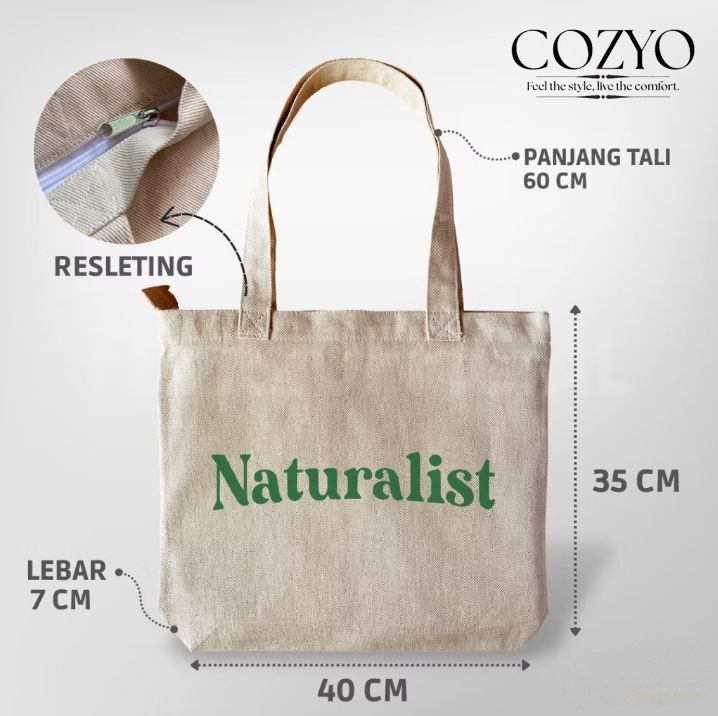 COZYO
Feel the style, live the comfort.
PANJANG TALI
60 CM
RESLETING
Naturalist
35 CM
LEBAR
7 CM
40 CM